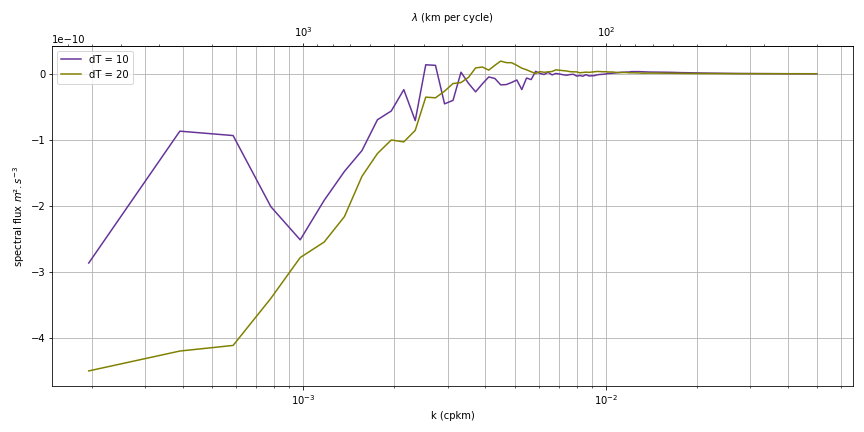 λ (km per cycle)
10³ 10²
1e−10
dT = 10
dT = 20
0
−1
−2
−3
−4
spectral flux m².s⁻³
10⁻³ 10⁻²
k (cpkm)